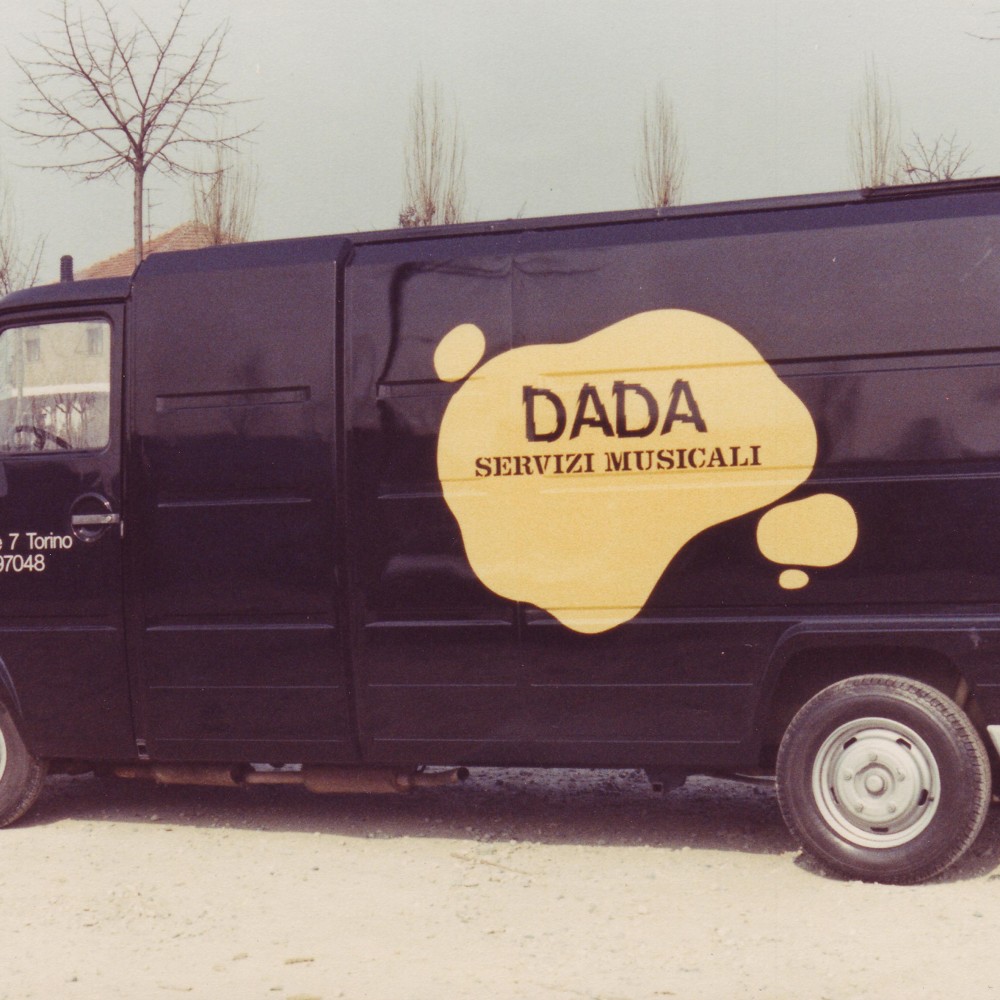 DADA
SERVIZI MUSICALI
7 Torino
97048